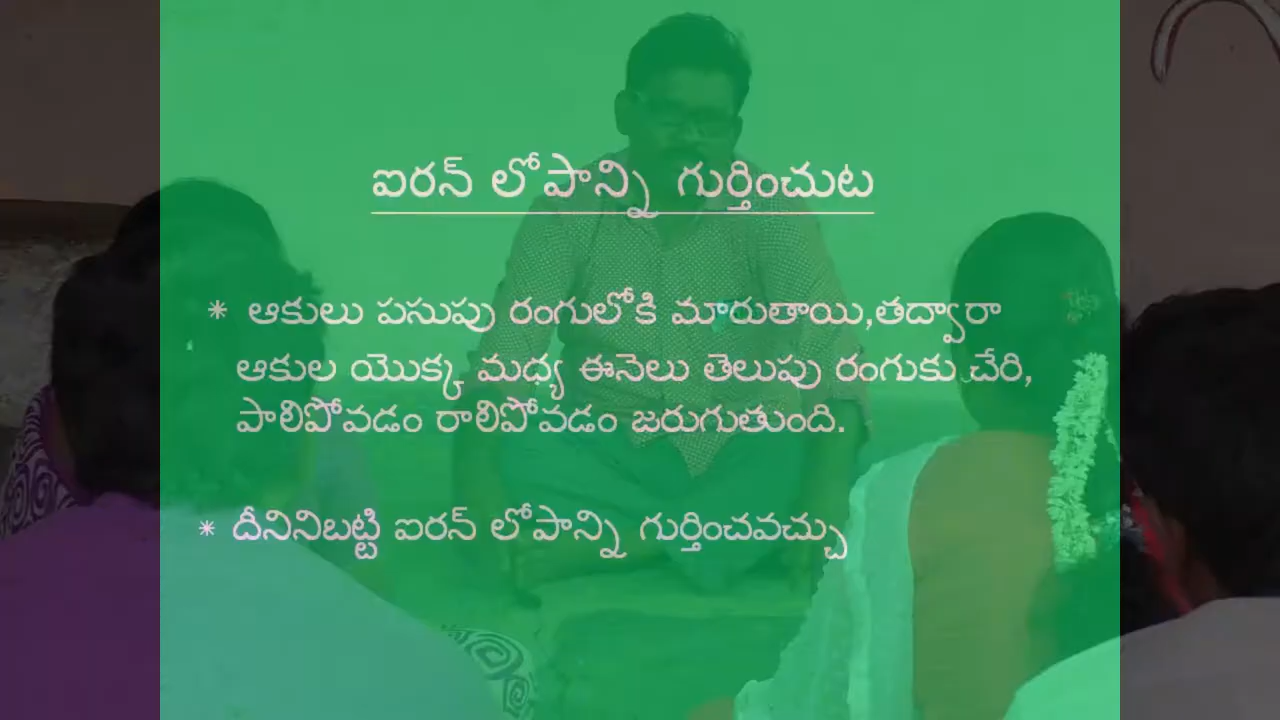 ఐరన్ లోపాన్ని గుర్తించుట
* ఆకులు పసుపు రంగులోకి మారుతాయి,తద్వారా
ఆకుల యొక్క మధ్య ఈనెలు తెలుపు రంగుకు చేరి,
పాలిపోవడం రాలిపోవడం జరుగుతుంది.
* దీనినిబట్టి ఐరన్ లోపాన్ని గుర్తించవచ్చు